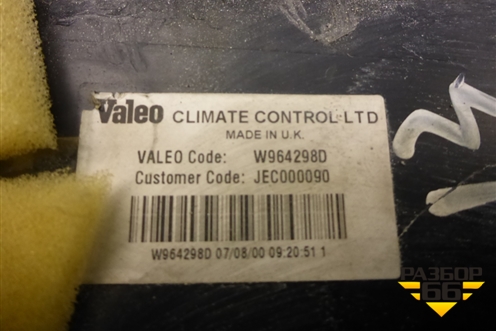 Valeo CLIMATE CONTROL LTD
MADE IN U.K.
VALEO Code: W964298D
Customer Code: JEC000090
W964298D 07/08/00 09:20:51 1
РАЗБОР
66